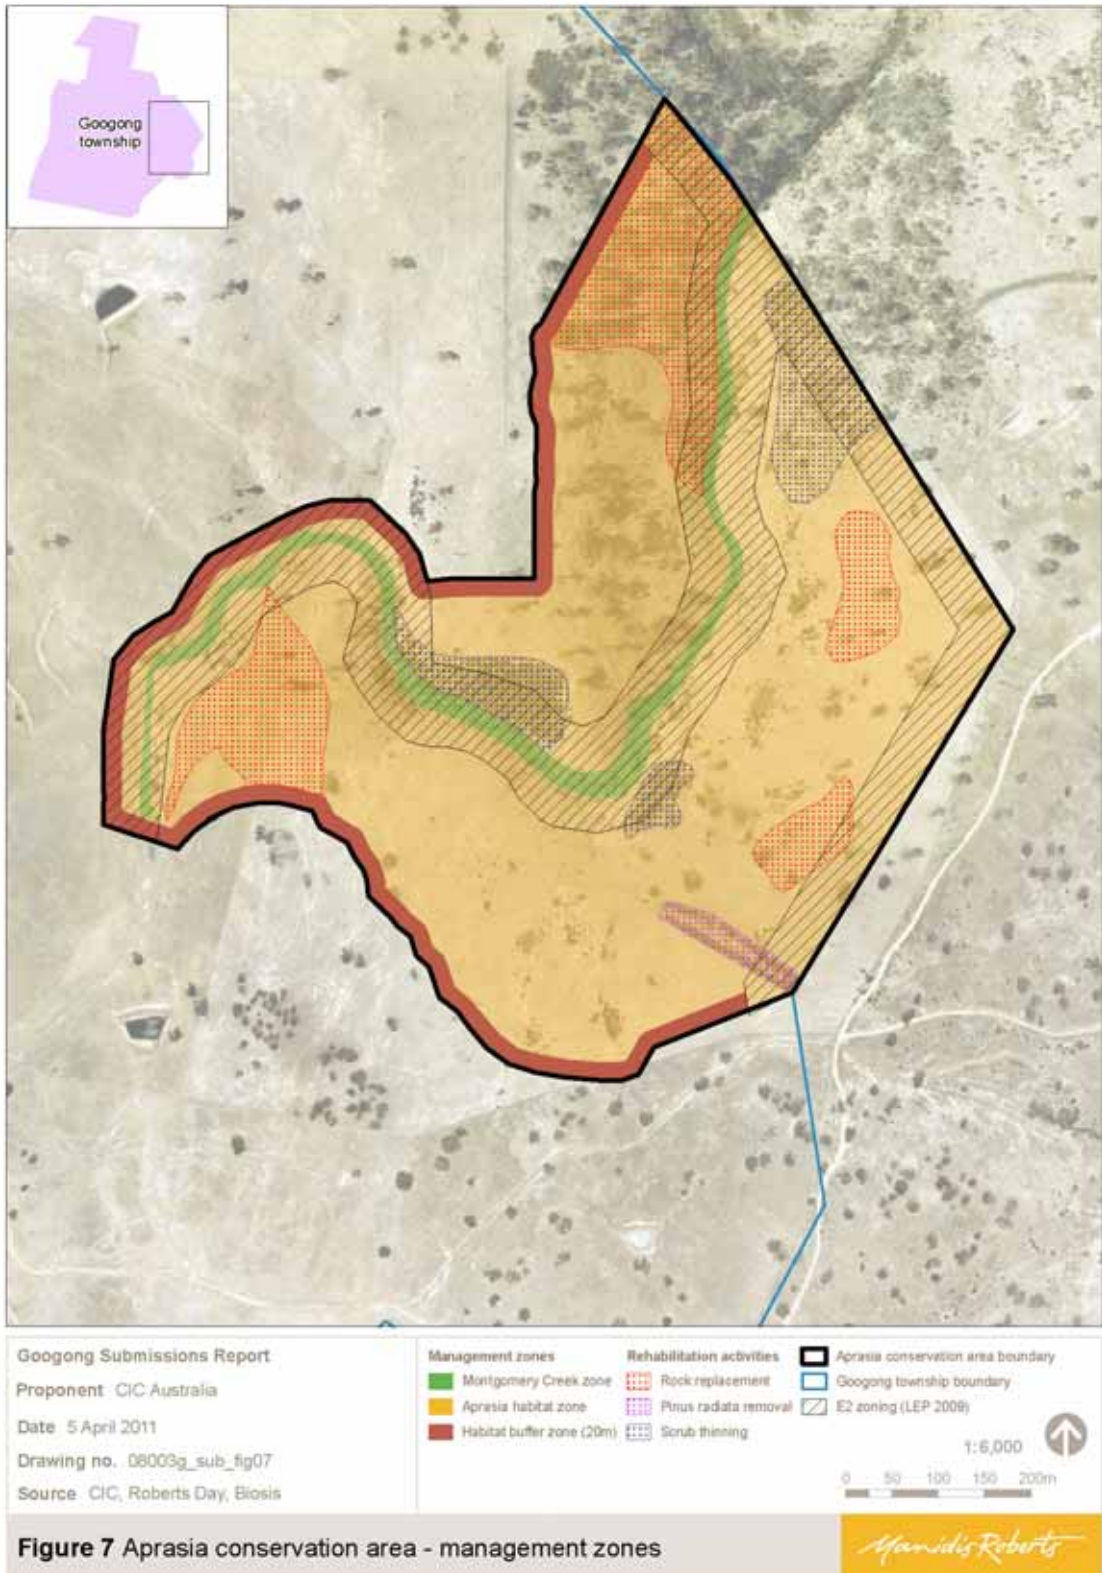 Googong
township
Googong Submissions Report
Proponent CIC Australia
Date 5 April 2011
Drawing no. 08003g_sub_fig07
Source CIC, Roberts Day, Biosis
Management zones
Montgomery Creek zone
Aprasia habitat zone
Habitat buffer zone (20m)
Rehabilitation activities
Rock replacement
Pinus radiata removal
Scrub thinning
Aprasia conservation area boundary
Googong township boundary
E2 zoning (LEP 2009)
1:6,000
0 50 100 150 200m
Figure 7 Aprasia conservation area - management zones
Manidis Roberts